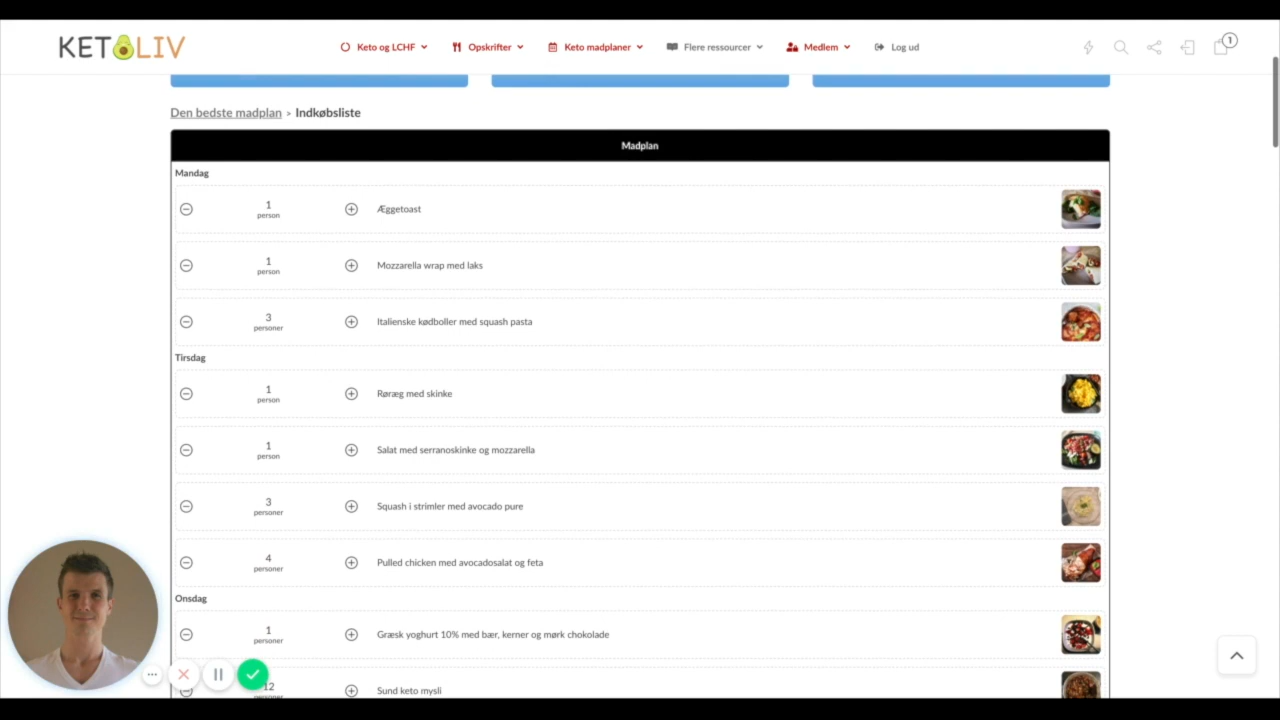 KETOLIV
Keto og LCHF
Opskrifter
Keto madplaner
Flere ressourcer
Medlem
Log ud
1
Den bedste madplan > Indkøbsliste
Madplan
Mandag
1
person
Æggetoast
1
person
Mozzarella wrap med laks
3
personer
Italienske kødboller med squash pasta
Tirsdag
1
person
Røræg med skinke
1
person
Salat med serranoskinke og mozzarella
3
personer
Squash i strimler med avocado pure
4
personer
Pulled chicken med avocadosalat og feta
Onsdag
1
personer
Græsk yoghurt 10% med bær, kerner og mørk chokolade
12
personer
Sund keto mysli